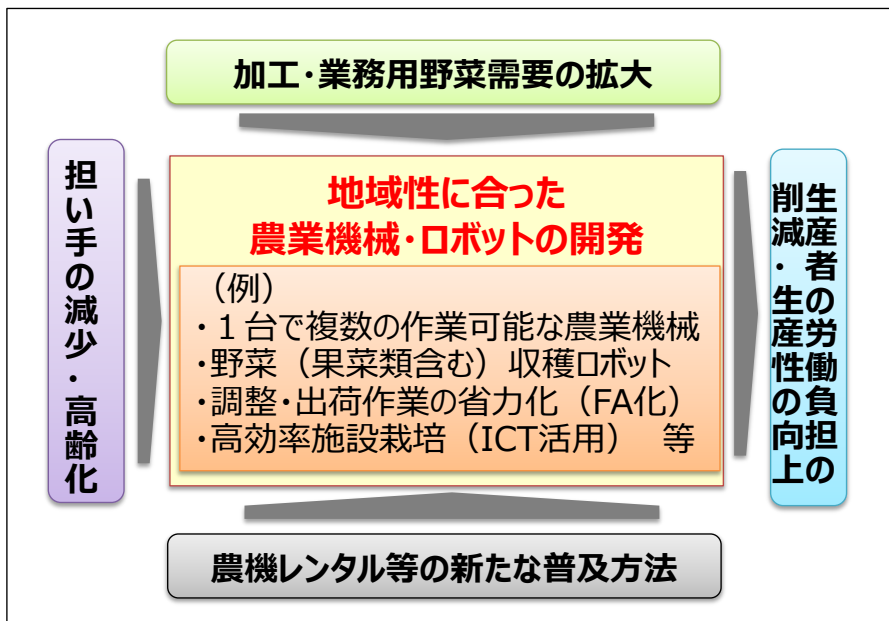 加工・業務用野菜需要の拡大
担い手の減少・高齢化
地域性に合った
農業機械・ロボットの開発
（例）
・１台で複数の作業可能な農業機械
・野菜（果菜類含む）収穫ロボット
・調整・出荷作業の省力化（FA化）
・高効率施設栽培（ICT活用）　等
生産者の労働負担の
削減・生産性の向上
農機レンタル等の新たな普及方法